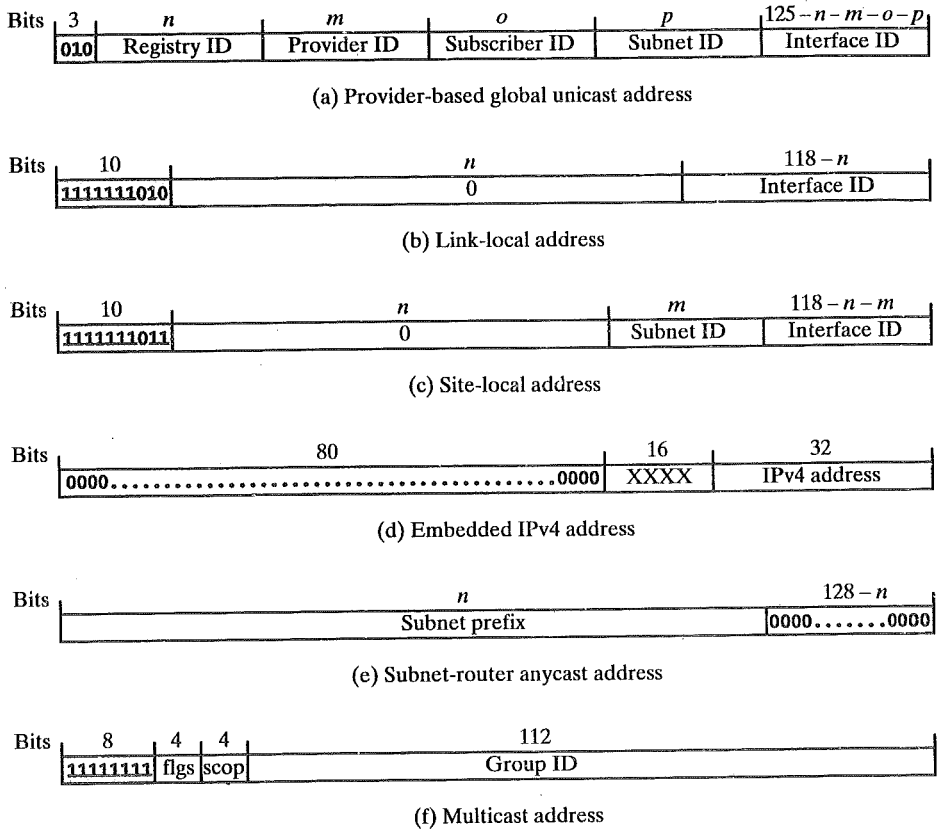 Bits 3 n m o p 125 – n – m – o – p
010 Registry ID Provider ID Subscriber ID Subnet ID Interface ID
(a) Provider-based global unicast address
Bits 10 n 118 – n
1111111010 0 Interface ID
(b) Link-local address
Bits 10 n m 118 – n – m
1111111011 0 Subnet ID Interface ID
(c) Site-local address
Bits 80 16 32
0000..........................................0000 XXXX IPv4 address
(d) Embedded IPv4 address
Bits n 128 – n
Subnet prefix 0000.......0000
(e) Subnet-router anycast address
Bits 8 4 4 112
11111111 flgs scop Group ID
(f) Multicast address